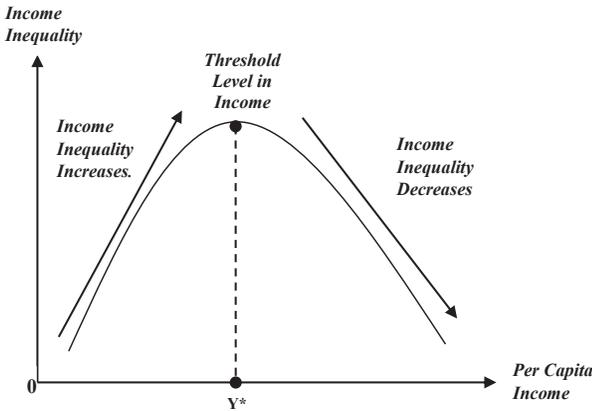 Income
Inequality
Threshold
Level in
Income
Income
Inequality
Increases.
Income
Inequality
Decreases
0
Y*
Per Capita
Income